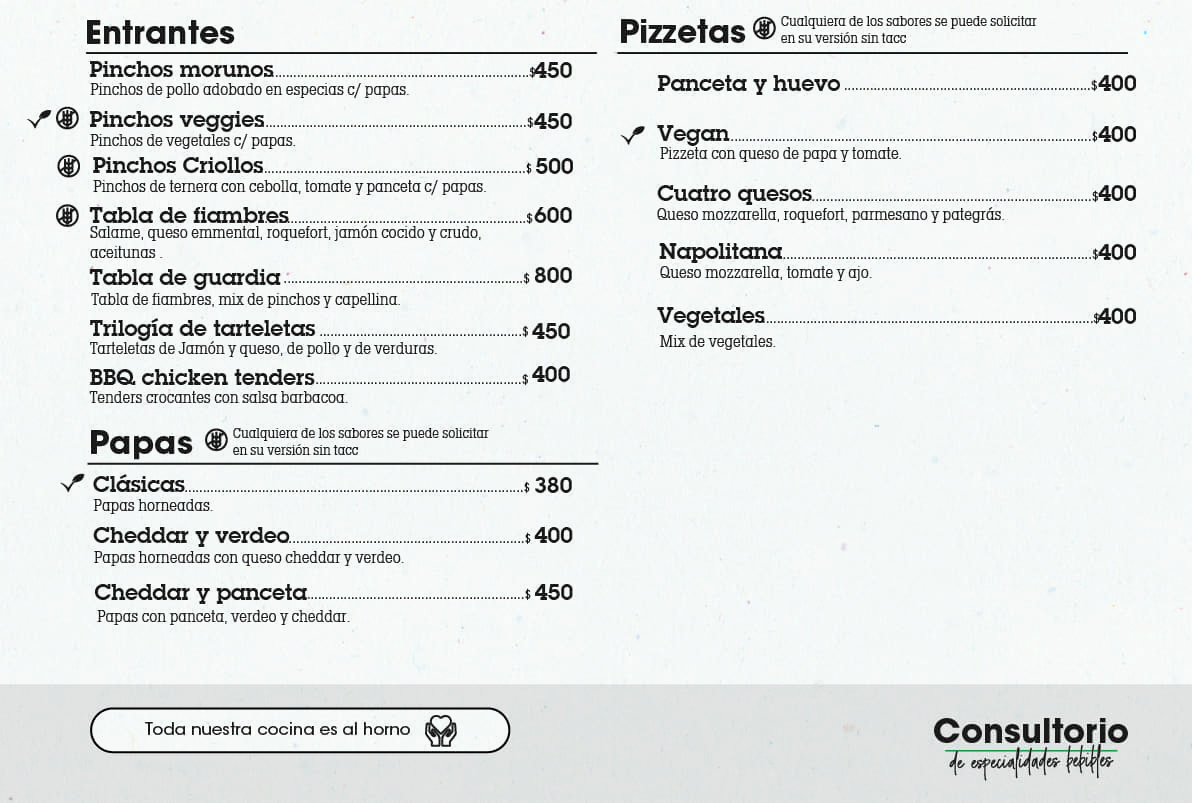 Entrantes
Pinchos morunos $450
Pinchos de pollo adobado en especias c/ papas.
Pinchos veggies $450
Pinchos de vegetales c/ papas.
Pinchos Criollos $ 500
Pinchos de ternera con cebolla, tomate y panceta c/ papas.
Tabla de fiambres $600
Salame, queso emmental, roquefort, jamón cocido y crudo,
aceitunas .
Tabla de guardia $ 800
Tabla de fiambres, mix de pinchos y capellina.
Trilogía de tarteletas $ 450
Tarteletas de Jamón y queso, de pollo y de verduras.
BBQ chicken tenders $ 400
Tenders crocantes con salsa barbacoa.
Papas
Cualquiera de los sabores se puede solicitar
en su versión sin tacc
Clásicas $ 380
Papas horneadas.
Cheddar y verdeo $ 400
Papas horneadas con queso cheddar y verdeo.
Cheddar y panceta $ 450
Papas con panceta, verdeo y cheddar.
Pizzetas
Cualquiera de los sabores se puede solicitar
en su versión sin tacc
Panceta y huevo $400
Vegan $400
Pizzeta con queso de papa y tomate.
Cuatro quesos $400
Queso mozzarella, roquefort, parmesano y pategrás.
Napolitana $400
Queso mozzarella, tomate y ajo.
Vegetales $400
Mix de vegetales.
Toda nuestra cocina es al horno
Consultorio
de especialidades bebibles